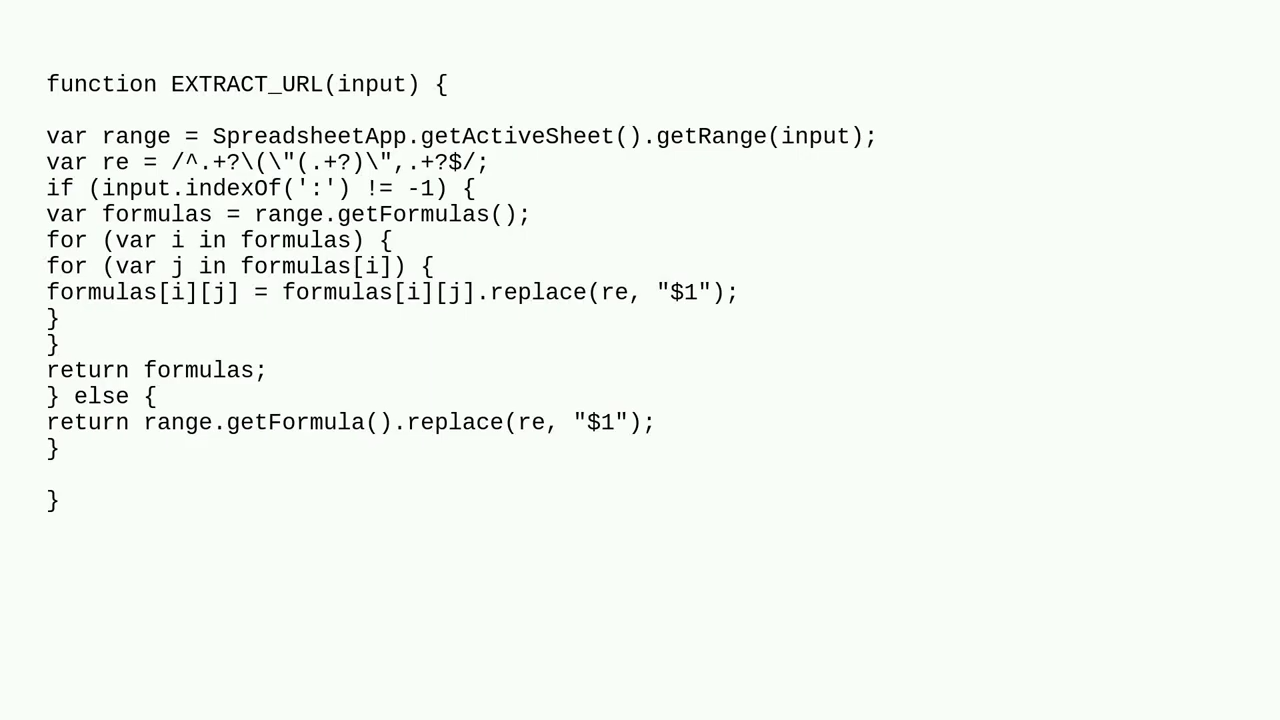 function EXTRACT_URL(input) {
var range = SpreadsheetApp.getActiveSheet().getRange(input);
var re = /^.+?\(\"(.+?)\",.+?$/;
if (input.indexOf(':') != -1) {
var formulas = range.getFormulas();
for (var i in formulas) {
for (var j in formulas[i]) {
formulas[i][j] = formulas[i][j].replace(re, "$1");
}
}
return formulas;
} else {
return range.getFormula().replace(re, "$1");
}
}